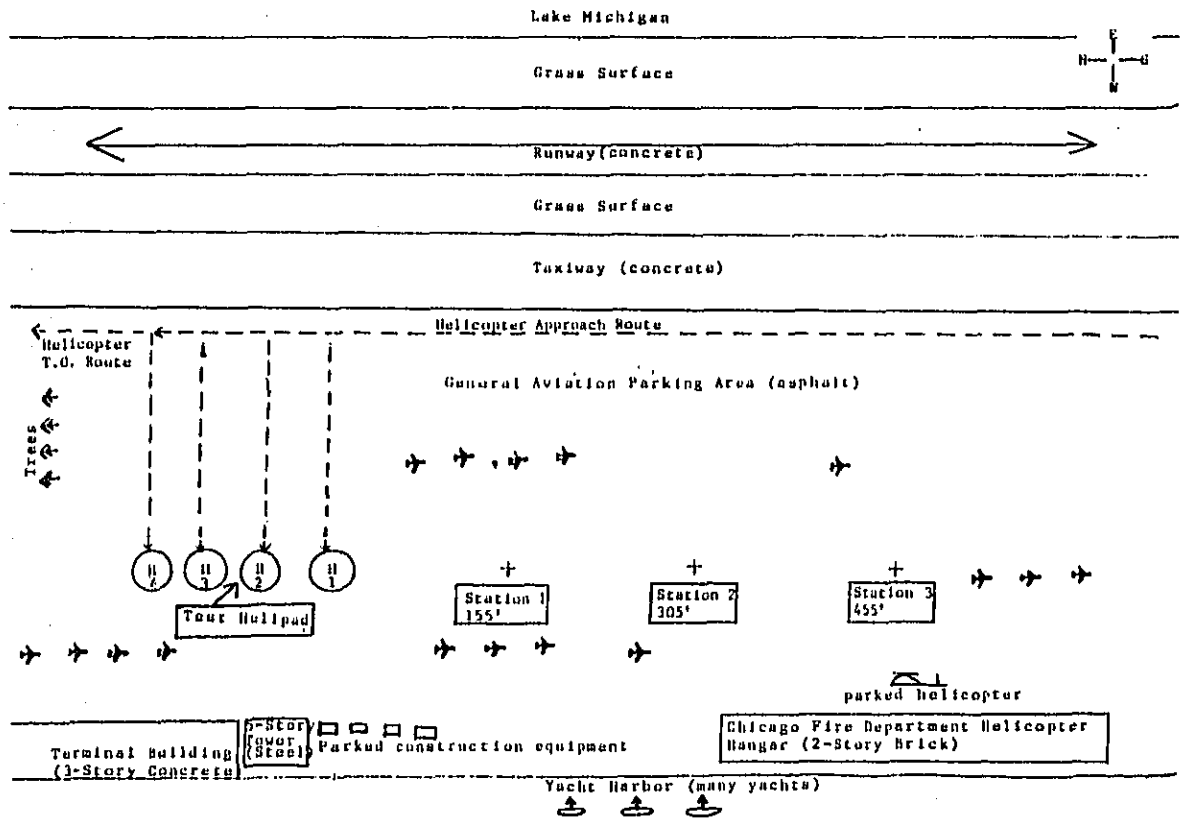 Lake Michigan
E
Grass Surface
N
W
Runway(concrete)
Grass Surface
Taxiway (concrete)
Helicopter Approach Route
Helicopter
T.O. Route
General Aviation Parking Area (asphalt)
Trees
H
H
3
H
2
H
1
Station 1
155'
Station 2
305'
Station 3
455'
Tour Helipad
parked helicopter
Tower
(Steel)
Parked construction equipment
Chicago Fire Department Helicopter
Hangar (2-Story Brick)
Terminal Building
(3-Story Concrete
Yacht Harbor (many yachts)